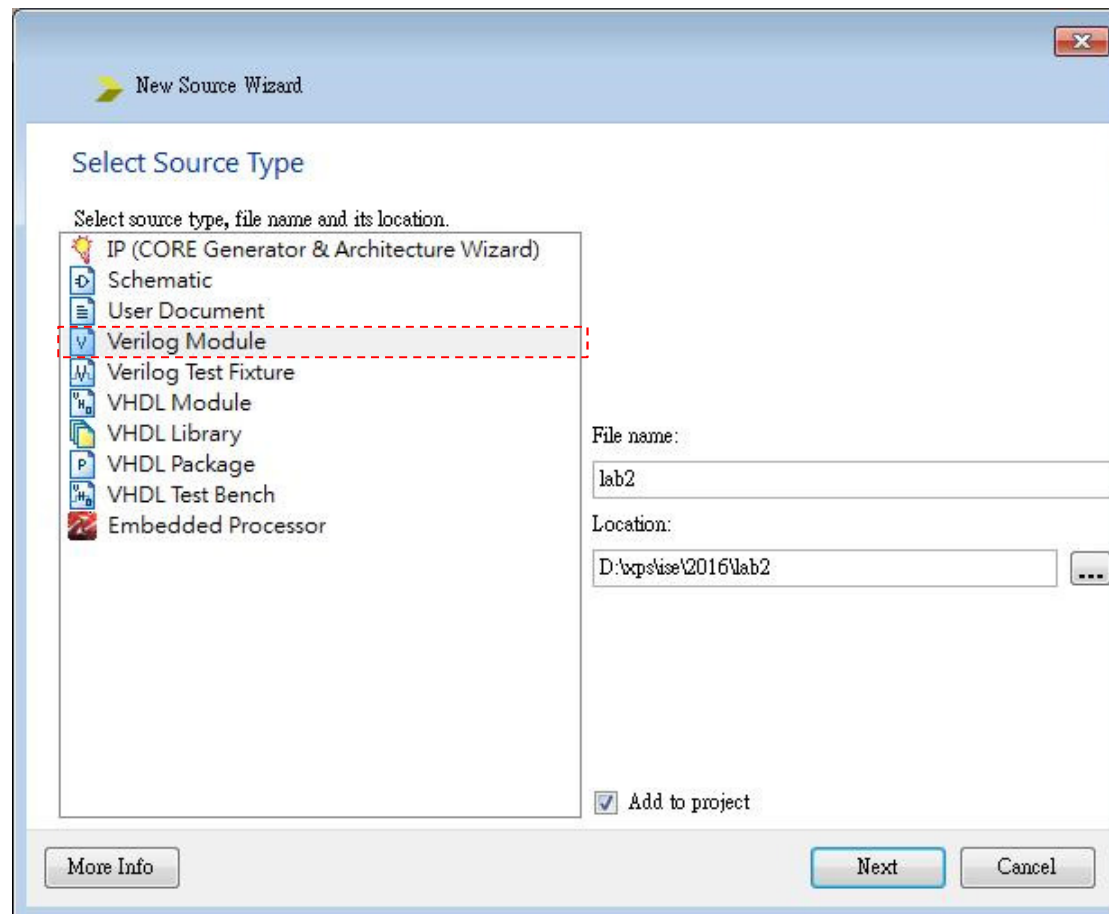 New Source Wizard
Select Source Type
Select source type, file name and its location.
IP (CORE Generator & Architecture Wizard)
Schematic
User Document
Verilog Module
Verilog Test Fixture
VHDL Module
VHDL Library
VHDL Package
VHDL Test Bench
Embedded Processor
File name:
lab2
Location:
D:\xps\ise\2016\lab2
...
Add to project
More Info
Next
Cancel